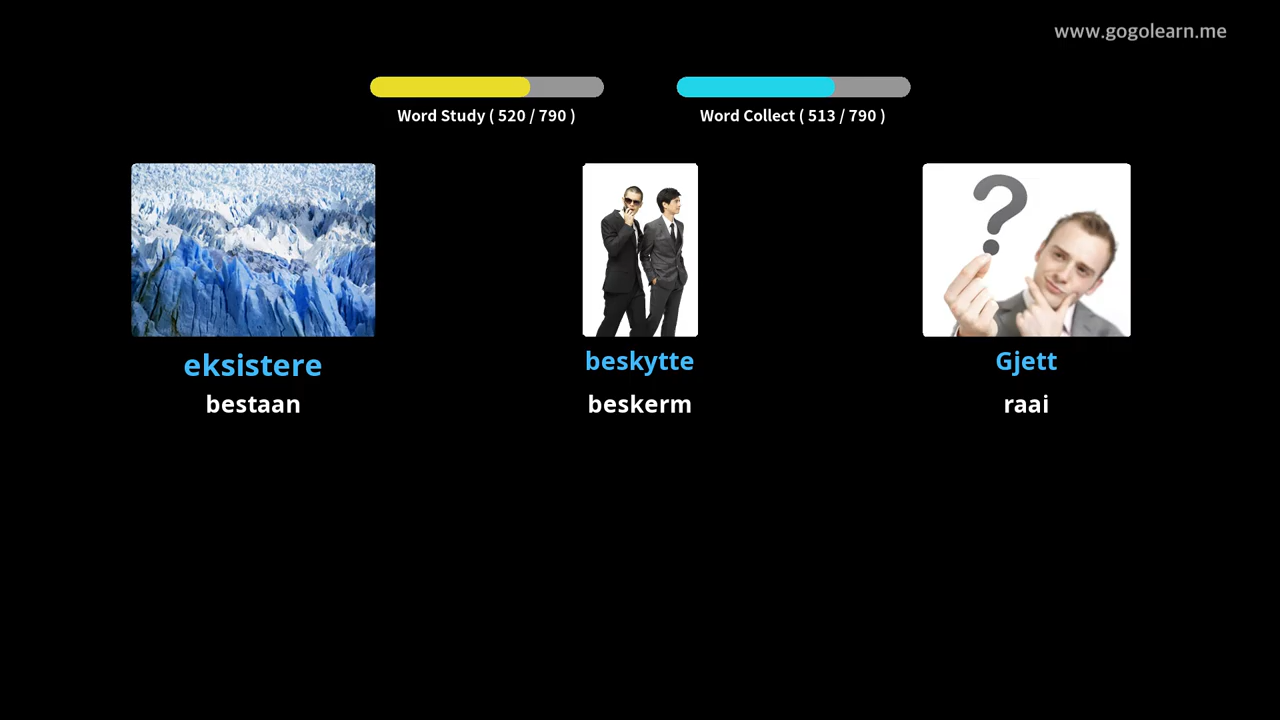 www.gogolearn.me
Word Study ( 520 / 790 )
Word Collect ( 513 / 790 )
eksistere
beskytte
Gjett
bestaan
beskerm
raai